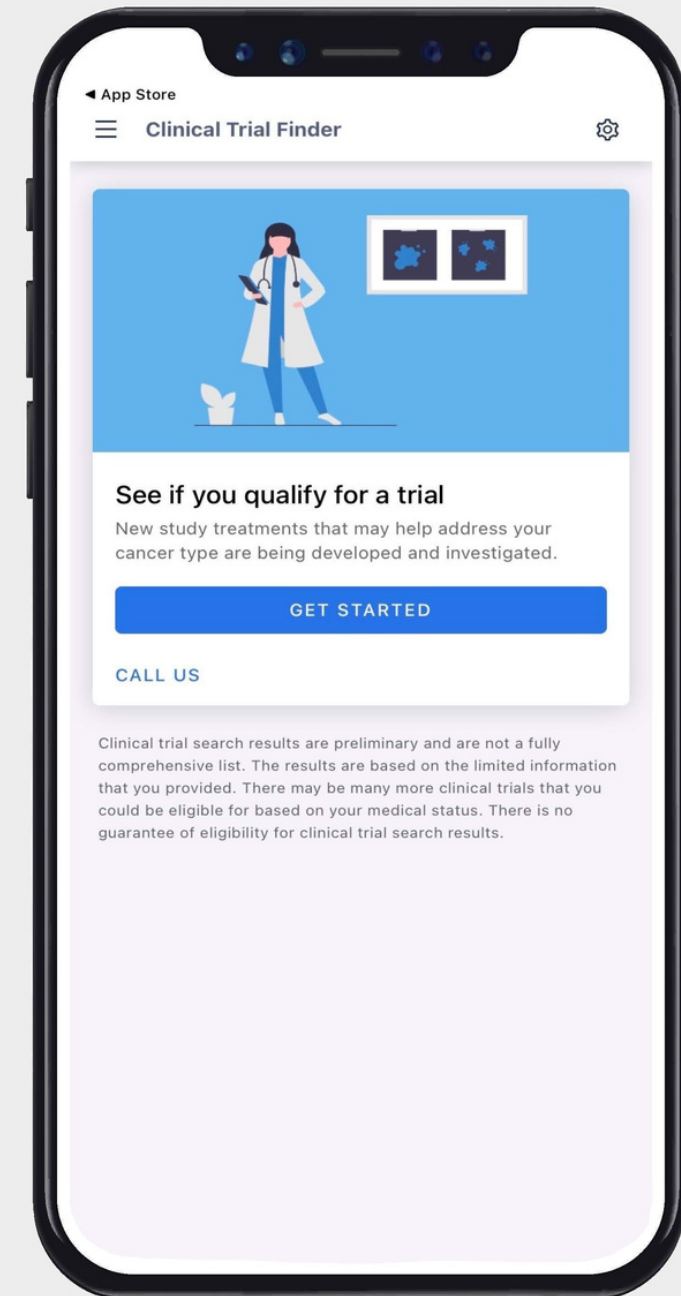 ◄ App Store
Clinical Trial Finder
See if you qualify for a trial
New study treatments that may help address your
cancer type are being developed and investigated.
GET STARTED
CALL US
Clinical trial search results are preliminary and are not a fully
comprehensive list. The results are based on the limited information
that you provided. There may be many more clinical trials that you
could be eligible for based on your medical status. There is no
guarantee of eligibility for clinical trial search results.